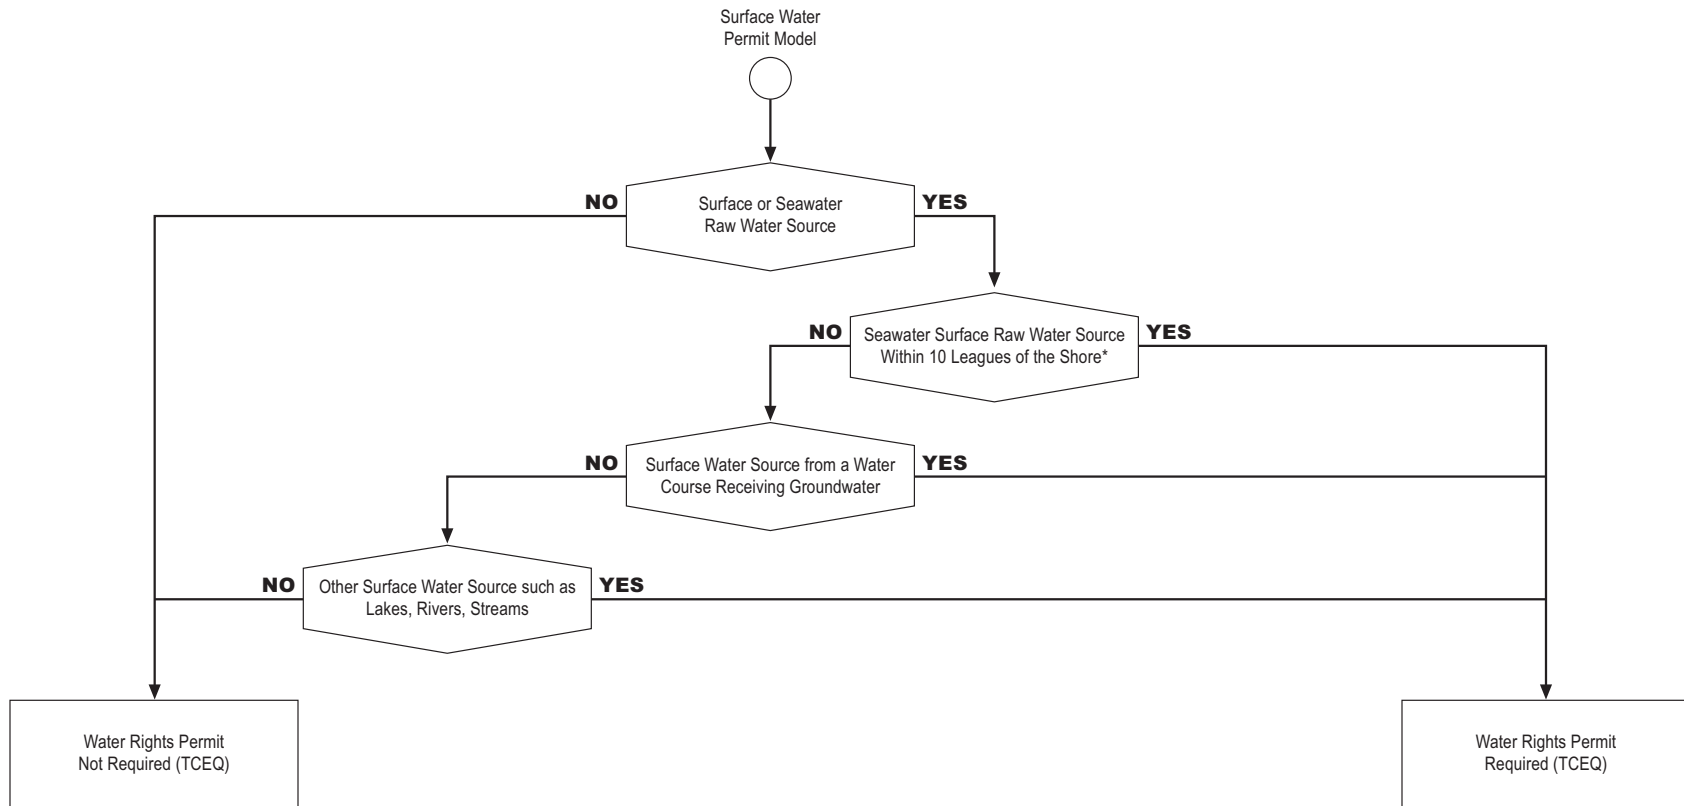 Surface Water
Permit Model
NO
YES
Surface or Seawater
Raw Water Source
NO
YES
Seawater Surface Raw Water Source
Within 10 Leagues of the Shore*
NO
YES
Surface Water Source from a Water
Course Receiving Groundwater
NO
YES
Other Surface Water Source such as
Lakes, Rivers, Streams
Water Rights Permit
Not Required (TCEQ)
Water Rights Permit
Required (TCEQ)